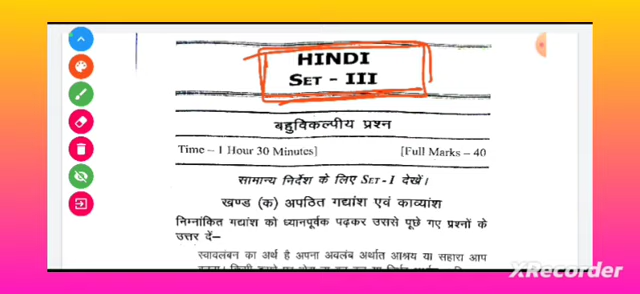 HINDI
SET - III
बहुविकल्पीय प्रश्न
Time – 1 Hour 30 Minutes] [Full Marks – 40
सामान्य निर्देश के लिए SET-I देखें।
खण्ड (क) अपठित गद्यांश एवं काव्यांश
निम्नांकित गद्यांश को ध्यानपूर्वक पढ़कर उससे पूछे गए प्रश्नों के
उत्तर दें–
स्वावलंबन का अर्थ है अपना अवलंब अर्थात आश्रय या सहारा आप
XRecorder